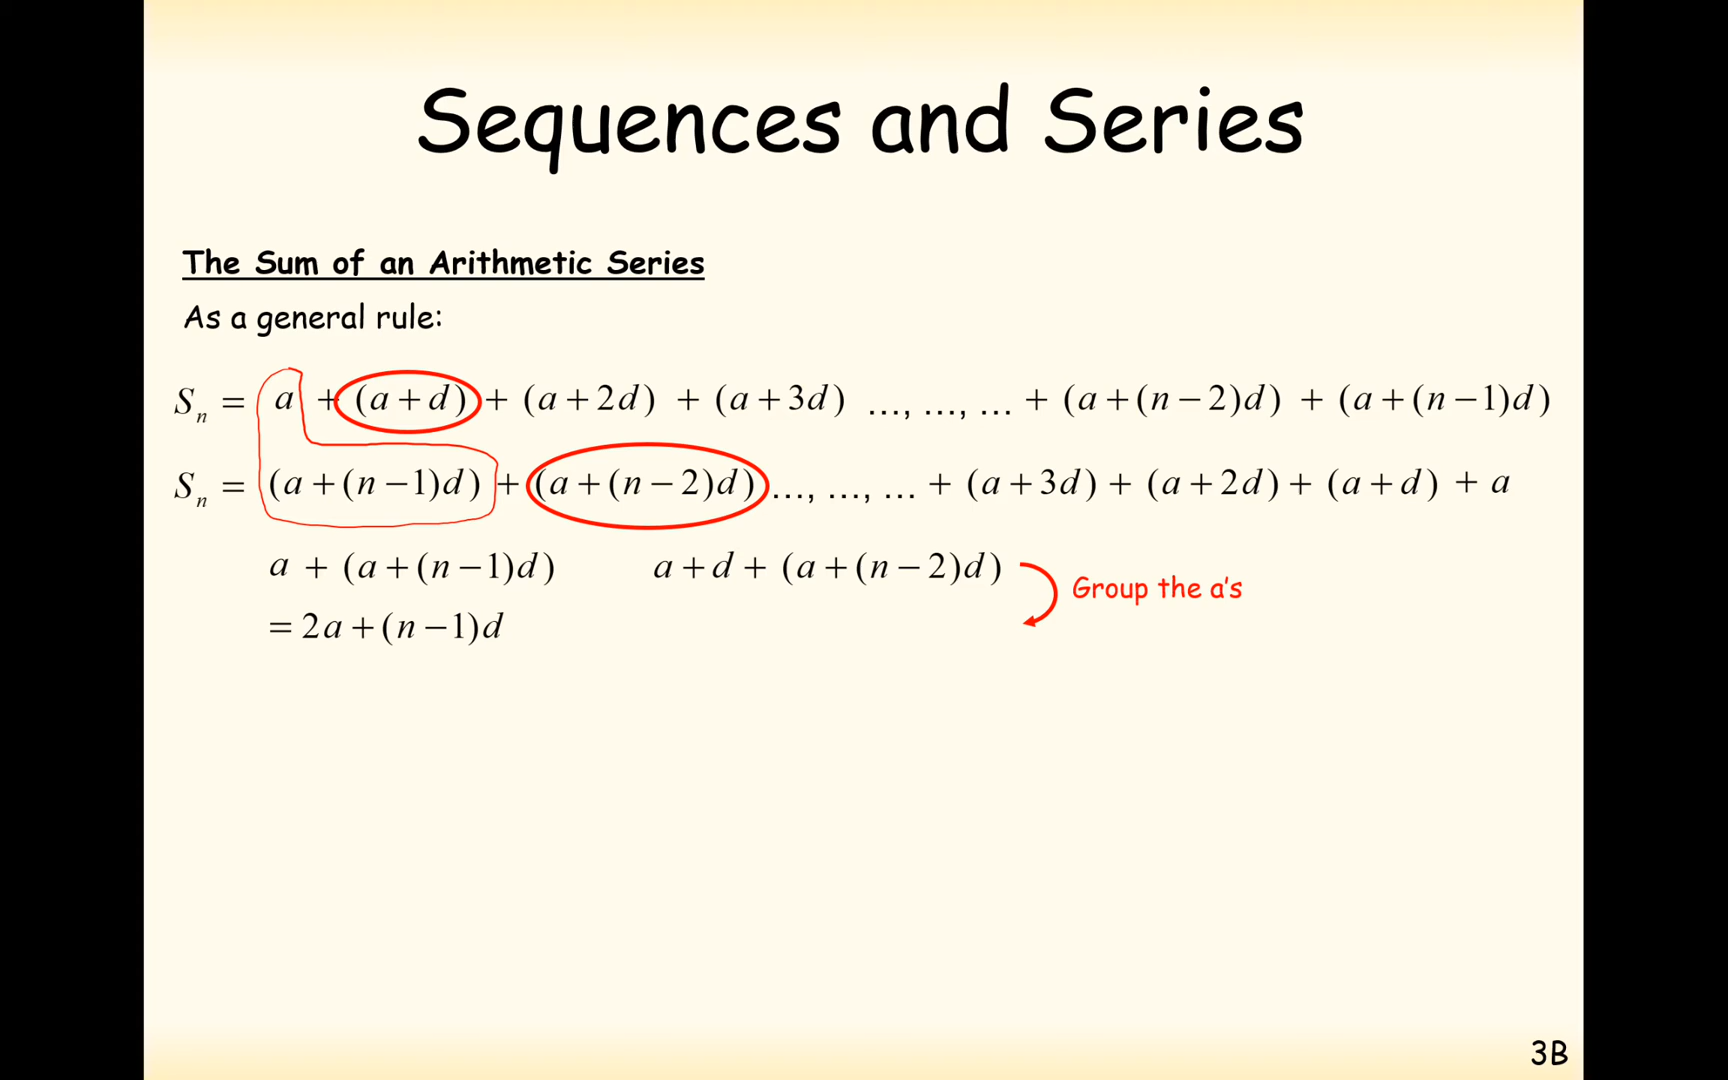 Sequences and Series
The Sum of an Arithmetic Series
As a general rule:
Sₙ = a + (a + d) + (a + 2d) + (a + 3d) …, …, … + (a + (n − 2)d) + (a + (n − 1)d)
Sₙ = (a + (n − 1)d) + (a + (n − 2)d) …, …, … + (a + 3d) + (a + 2d) + (a + d) + a
a + (a + (n − 1)d) a + d + (a + (n − 2)d) Group the a's
= 2a + (n − 1)d
3B